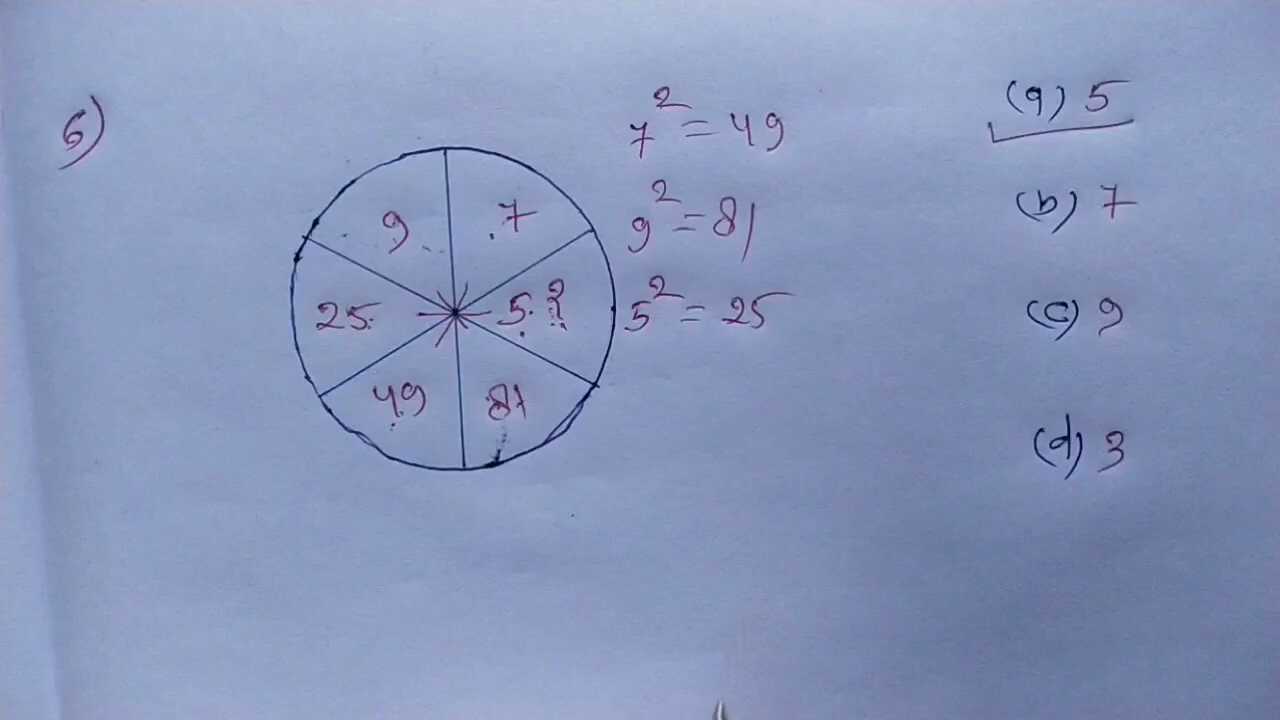 6)
9 7
25 5 ?
49 81
7² = 49
9² = 81
5² = 25
(a) 5
(b) 7
(c) 9
(d) 3